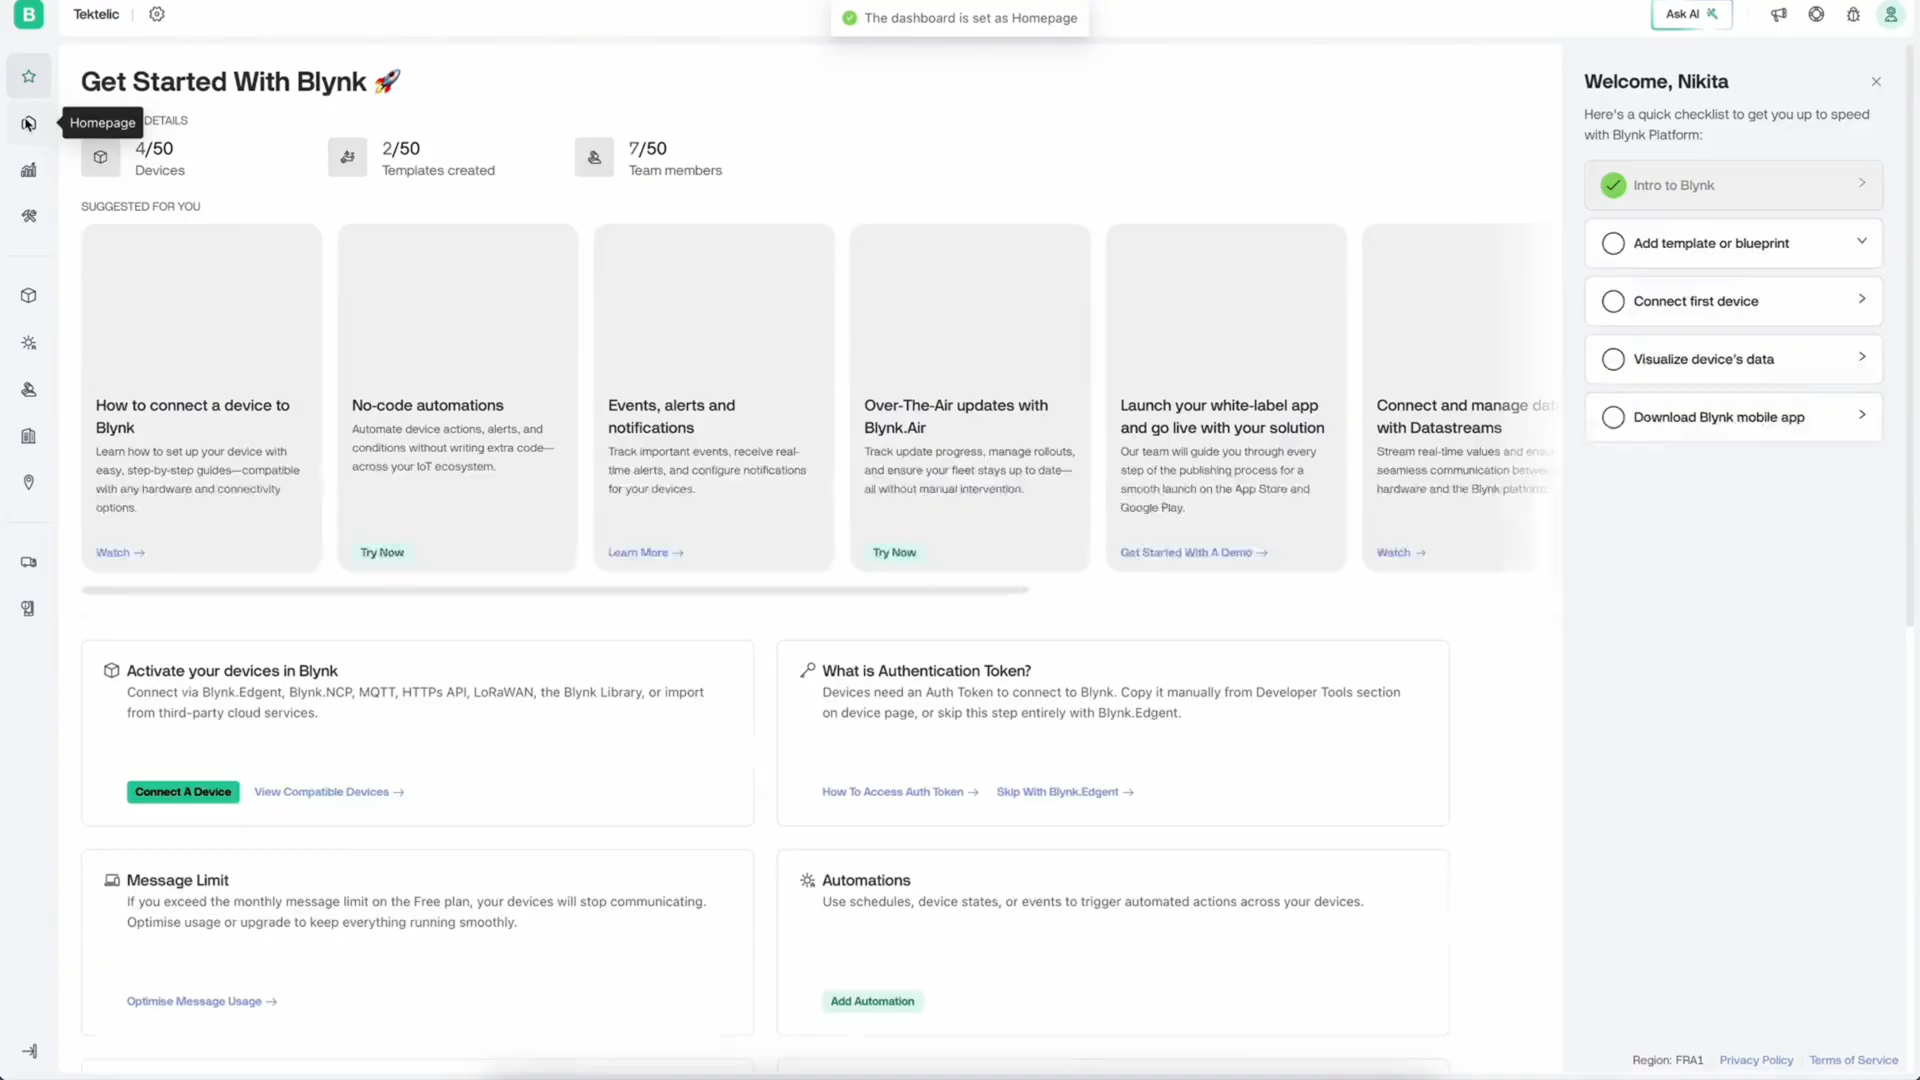 B
Tektelic
The dashboard is set as Homepage
Ask AI
Get Started With Blynk
Homepage
DETAILS
4/50
Devices
2/50
Templates created
7/50
Team members
SUGGESTED FOR YOU
How to connect a device to
Blynk
Learn how to set up your device with
easy, step-by-step guides—compatible
with any hardware and connectivity
options.
Watch →
No-code automations
Automate device actions, alerts, and
conditions without writing extra code—
across your IoT ecosystem.
Try Now
Events, alerts and
notifications
Track important events, receive real-
time alerts, and configure notifications
for your devices.
Learn More →
Over-The-Air updates with
Blynk.Air
Track update progress, manage rollouts,
and ensure your fleet stays up to date—
all without manual intervention.
Try Now
Launch your white-label app
and go live with your solution
Our team will guide you through every
step of the publishing process for a
smooth launch on the App Store and
Google Play.
Get Started With A Demo →
Connect and manage dat
with Datastreams
Stream real-time values and ensu
seamless communication betwe
hardware and the Blynk platform.
Watch →
Activate your devices in Blynk
Connect via Blynk.Edgent, Blynk.NCP, MQTT, HTTPs API, LoRaWAN, the Blynk Library, or import
from third-party cloud services.
Connect A Device
View Compatible Devices →
What is Authentication Token?
Devices need an Auth Token to connect to Blynk. Copy it manually from Developer Tools section
on device page, or skip this step entirely with Blynk.Edgent.
How To Access Auth Token →
Skip With Blynk.Edgent →
Message Limit
If you exceed the monthly message limit on the Free plan, your devices will stop communicating.
Optimise usage or upgrade to keep everything running smoothly.
Optimise Message Usage →
Automations
Use schedules, device states, or events to trigger automated actions across your devices.
Add Automation
Welcome, Nikita
Here's a quick checklist to get you up to speed
with Blynk Platform:
Intro to Blynk
Add template or blueprint
Connect first device
Visualize device's data
Download Blynk mobile app
Region: FRA1
Privacy Policy
Terms of Service